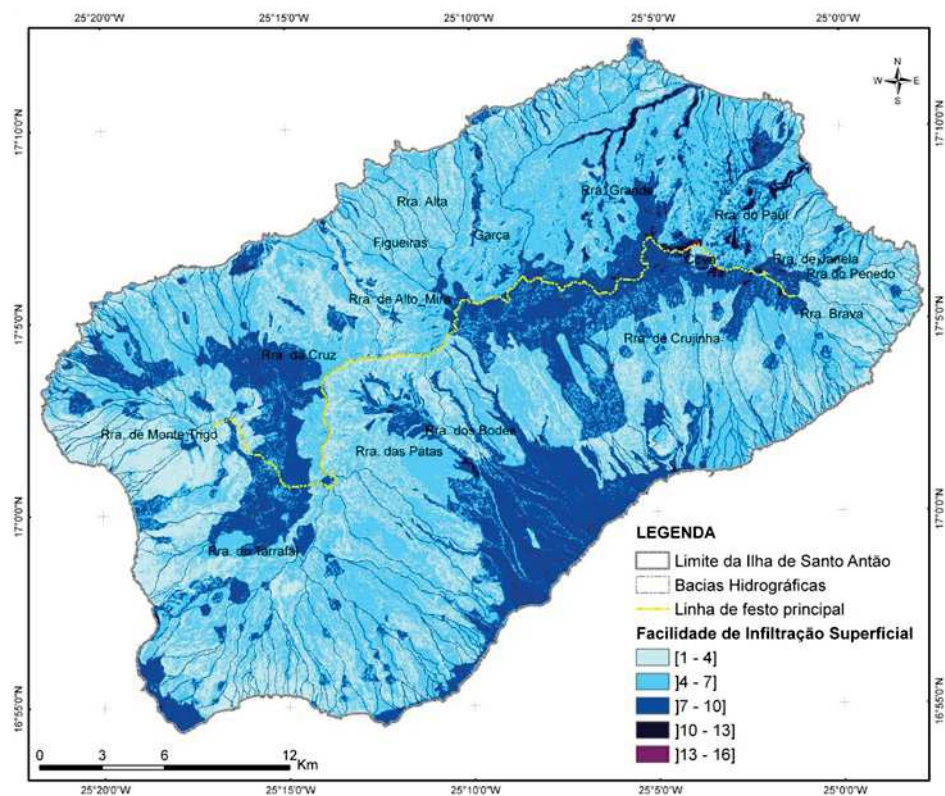 25°20'0"W 25°15'0"W 25°10'0"W 25°5'0"W 25°0'0"W
N
W E
S
17°10'0"N 17°10'0"N
Rra. Grande
Rra. Alta
Rra. do Paúl
Figueiras
Garça
Cova
Rra. de Janela
Rra do Penedo
Rra. de Alto Mira
Rra. Brava
17°5'0"N 17°5'0"N
Rra. de Crujinha
Rra. da Cruz
Rra. de Monte Trigo
Rra. dos Bodes
Rra. das Patas
17°0'0"N 17°0'0"N
Rra. do Tarrafal
LEGENDA
Limite da Ilha de Santo Antão
Bacias Hidrográficas
Linha de festo principal
Facilidade de Infiltração Superficial
[1 - 4]
]4 - 7]
]7 - 10]
]10 - 13]
]13 - 16]
16°55'0"N 16°55'0"N
0 3 6 12
Km
25°20'0"W 25°15'0"W 25°10'0"W 25°5'0"W 25°0'0"W